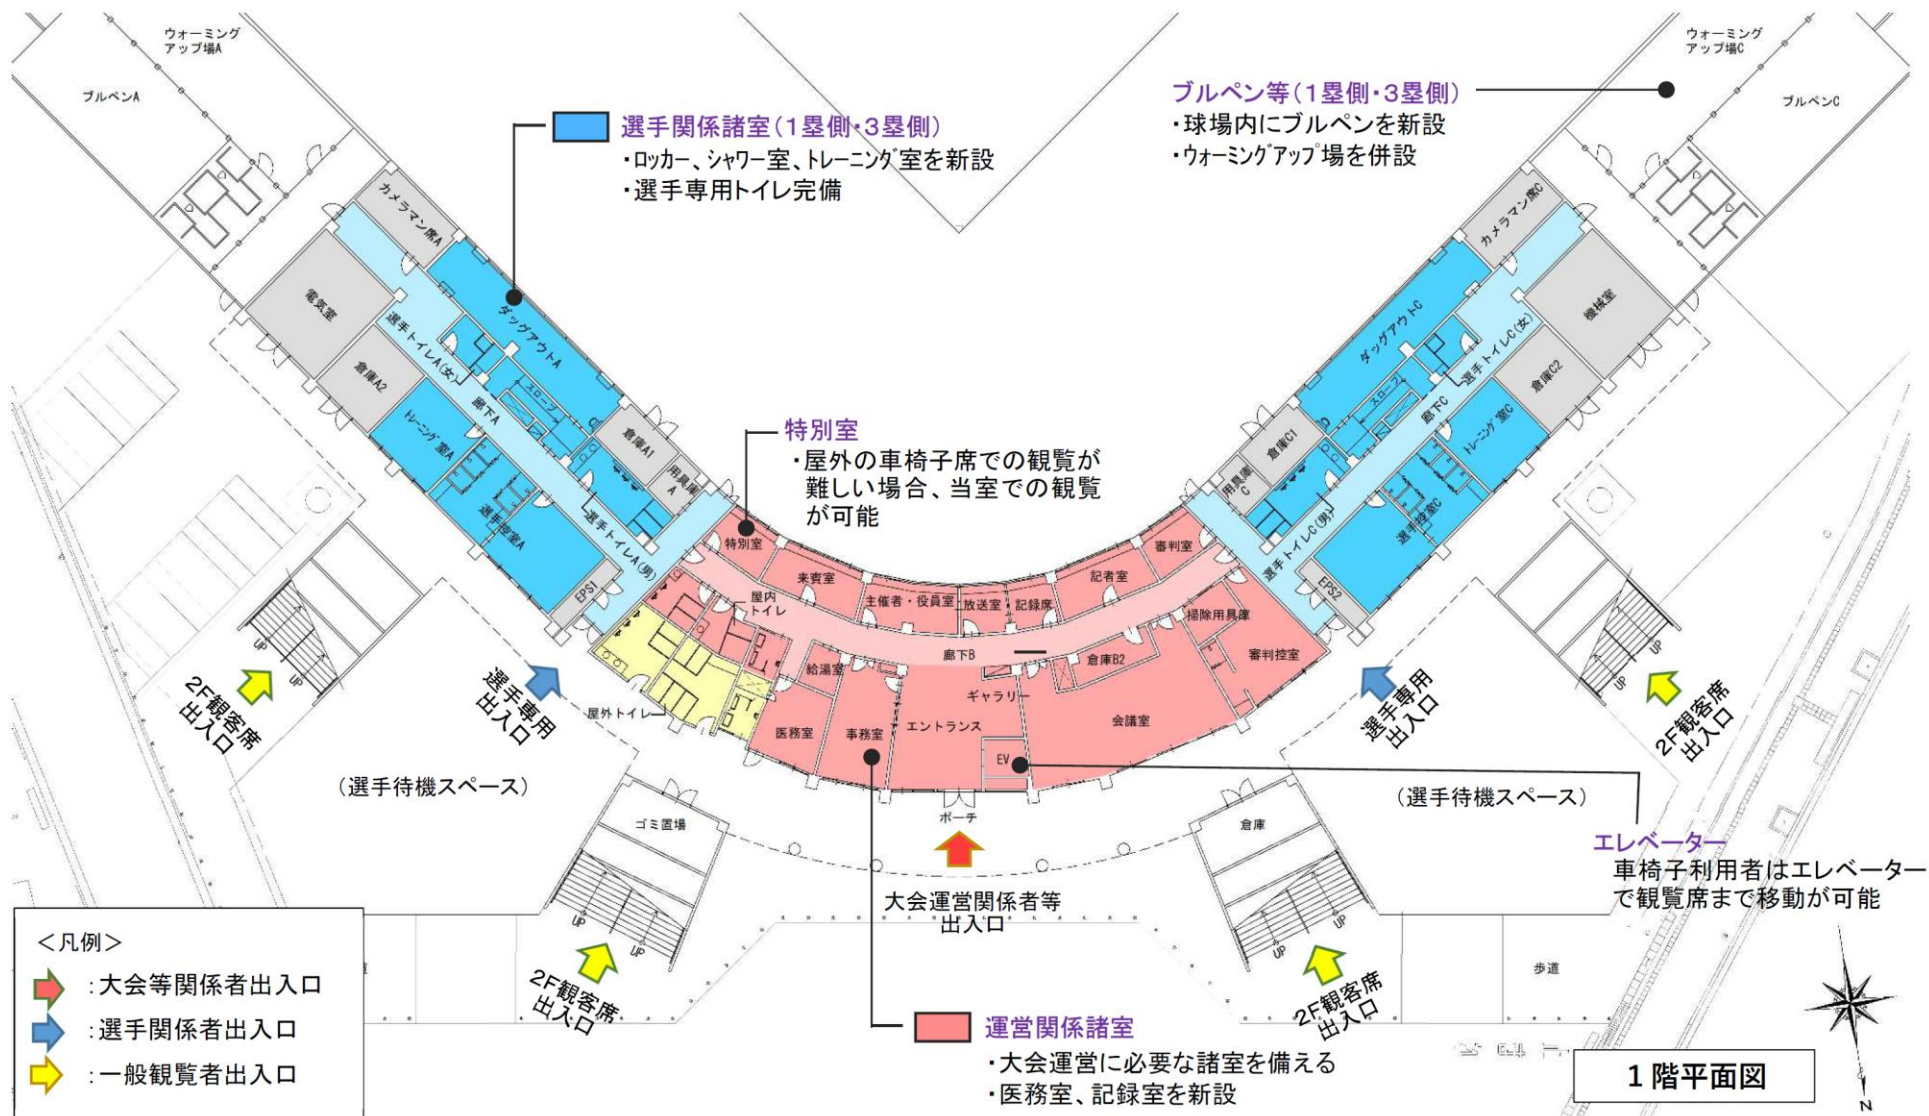 ウォーミング
アップ場A
ブルペンA
選手関係諸室(1塁側・3塁側)
・ロッカー、シャワー室、トレーニング室を新設
・選手専用トイレ完備
ブルペン等(1塁側・3塁側)
・球場内にブルペンを新設
・ウォーミングアップ場を併設
ウォーミング
アップ場C
ブルペンC
カメラマン席A
電気室
ダッグアウトA
選手トイレA(女)
倉庫A2
スロープ
廊下A
トレーニング室A
倉庫A1
用具庫
A
選手控室A
選手トイレA(男)
EPS1
特別室
・屋外の車椅子席での観覧が
難しい場合、当室での観覧
が可能
カメラマン席C
機械室
ダッグアウトC
選手トイレC(女)
倉庫C2
スロープ
廊下C
トレーニング室C
倉庫C1
用具庫
C
選手控室C
選手トイレC(男)
EPS2
特別室
来賓室
主催者・役員室
放送室
記録席
記者室
審判室
屋内
トイレ
廊下B
掃除用具庫
倉庫B2
審判控室
給湯室
ギャラリー
屋外トイレ
医務室
事務室
エントランス
会議室
EV
UP
UP
2F観客席
出入口
選手専用
出入口
選手専用
出入口
UP
UP
2F観客席
出入口
(選手待機スペース)
(選手待機スペース)
ポーチ
ゴミ置場
倉庫
エレベーター
車椅子利用者はエレベーター
で観覧席まで移動が可能
大会運営関係者等
出入口
UP
UP
2F観客席
出入口
UP
UP
2F観客席
出入口
歩道
<凡例>
:大会等関係者出入口
:選手関係者出入口
:一般観覧者出入口
運営関係諸室
・大会運営に必要な諸室を備える
・医務室、記録室を新設
1階平面図
N